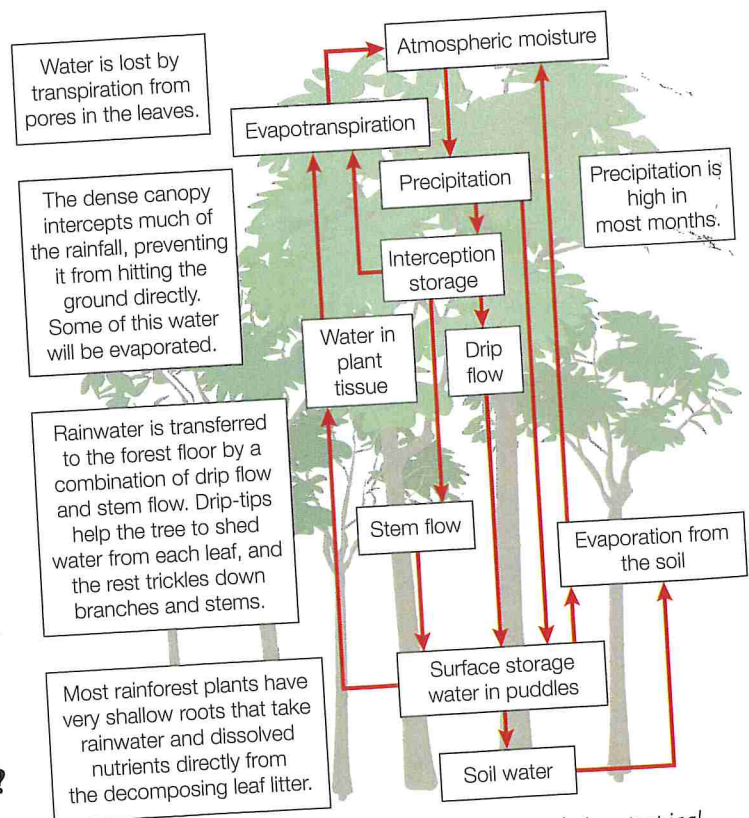 Atmospheric moisture
Water is lost by
transpiration from
pores in the leaves.
Evapotranspiration
Precipitation
Precipitation is
high in
most months.
The dense canopy
intercepts much of
the rainfall, preventing
it from hitting the
ground directly.
Some of this water
will be evaporated.
Interception
storage
Water in
plant
tissue
Drip
flow
Rainwater is transferred
to the forest floor by a
combination of drip flow
and stem flow. Drip-tips
help the tree to shed
water from each leaf, and
the rest trickles down
branches and stems.
Stem flow
Evaporation from
the soil
Most rainforest plants have
very shallow roots that take
rainwater and dissolved
nutrients directly from
the decomposing leaf litter.
Surface storage
water in puddles
Soil water
?